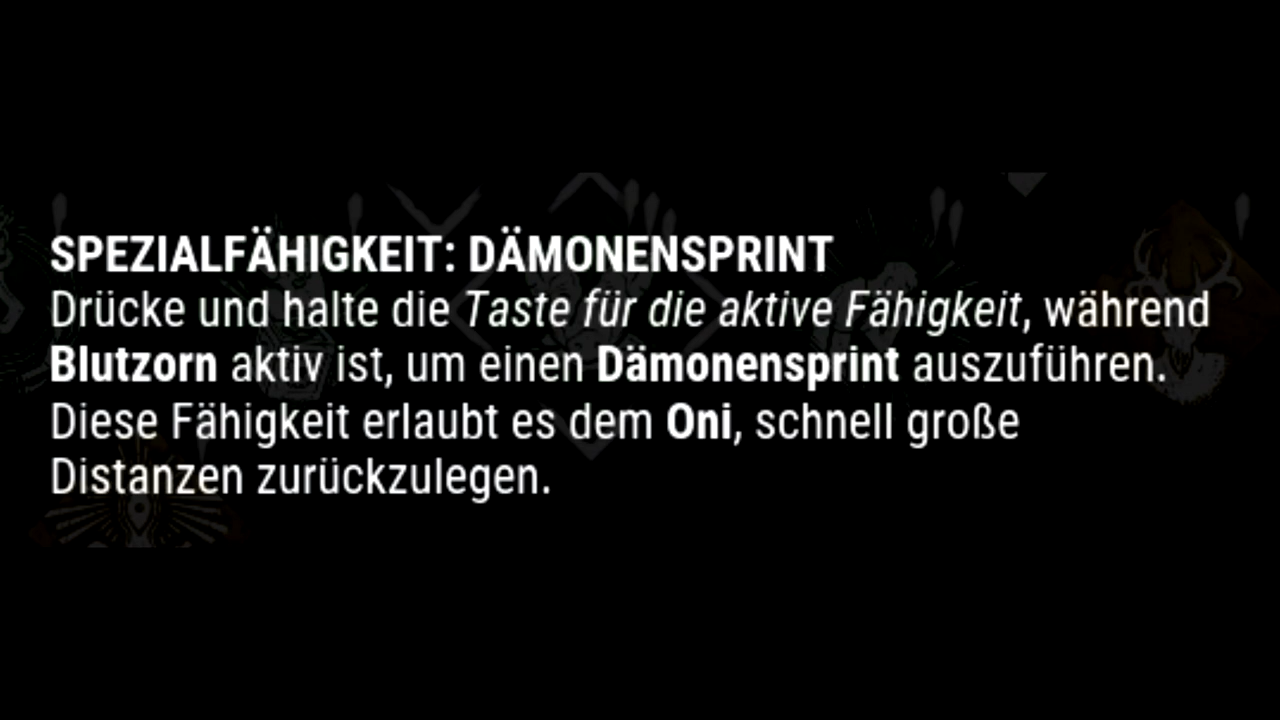 SPEZIALFÄHIGKEIT: DÄMONENSPRINT
Drücke und halte die Taste für die aktive Fähigkeit, während
Blutzorn aktiv ist, um einen Dämonensprint auszuführen.
Diese Fähigkeit erlaubt es dem Oni, schnell große
Distanzen zurückzulegen.